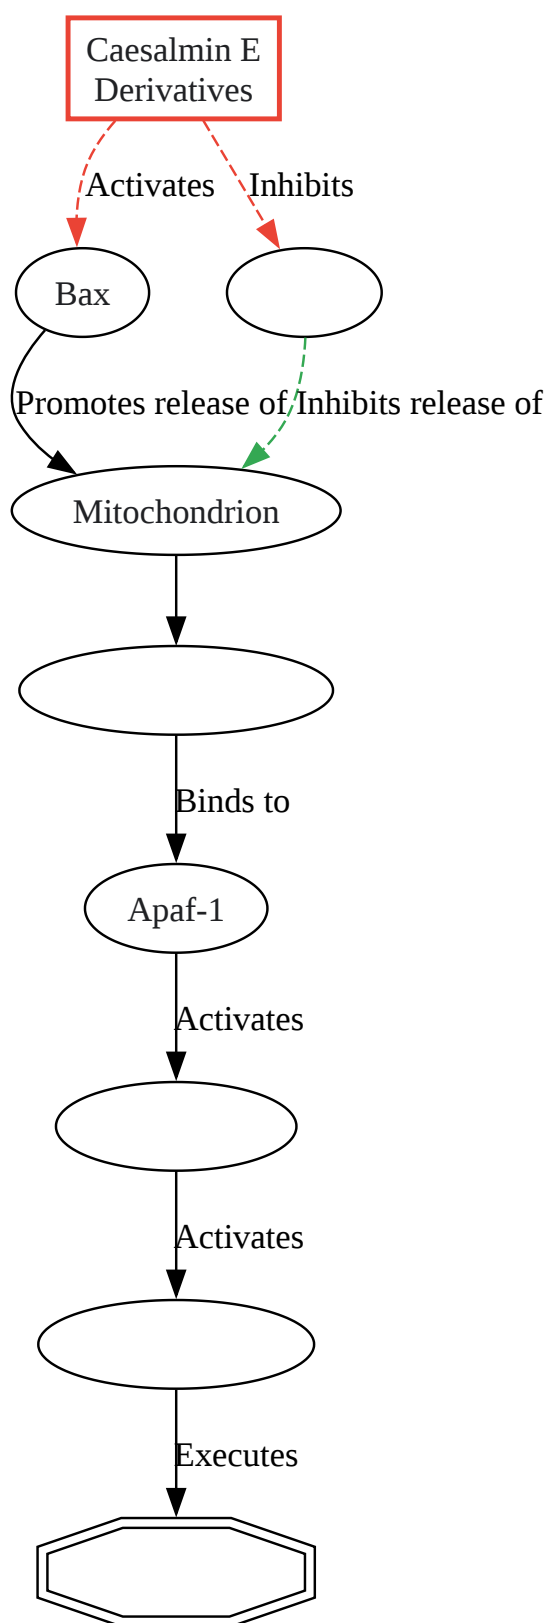 Caesalmin E
Derivatives
Activates
Inhibits
Bax
Promotes release of
Inhibits release of
Mitochondrion
Binds to
Apaf-1
Activates
Activates
Executes